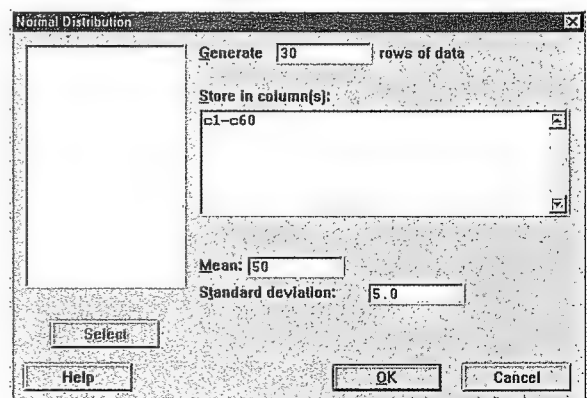 Normal Distribution
Generate 30 rows of data
Store in column(s):
c1-c60
Mean: 50
Standard deviation: 5.0
Select
Help
OK
Cancel